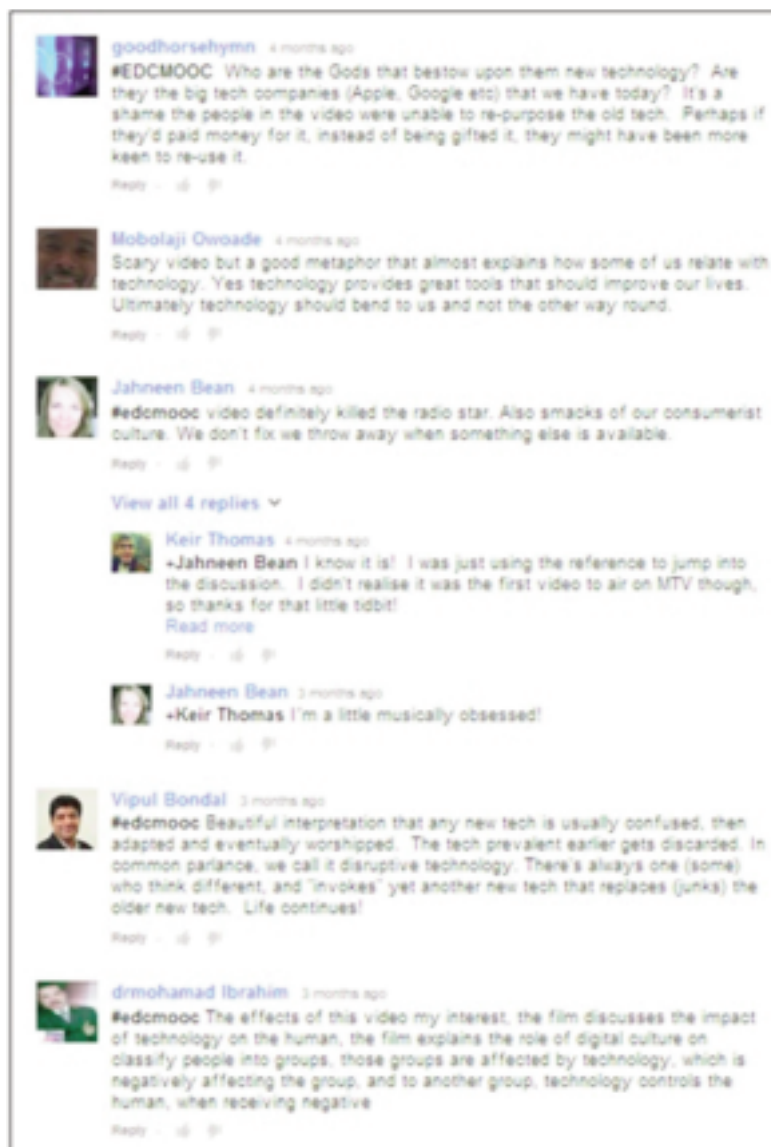 goodhorsehymn 4 months ago
#EDCMOOC Who are the Gods that bestow upon them new technology? Are
they the big tech companies (Apple, Google etc) that we have today? It's a
shame the people in the video were unable to re-purpose the old tech. Perhaps if
they'd paid money for it, instead of being gifted it, they might have been more
keen to re-use it.
Reply ·
Mobolaji Owoade 4 months ago
Scary video but a good metaphor that almost explains how some of us relate with
technology. Yes technology provides great tools that should improve our lives.
Ultimately technology should bend to us and not the other way round.
Reply ·
Jahneen Bean 4 months ago
#edcmooc video definitely killed the radio star. Also smacks of our consumerist
culture. We don't fix we throw away when something else is available.
Reply ·
View all 4 replies
Keir Thomas 4 months ago
+Jahneen Bean I know it is! I was just using the reference to jump into
the discussion. I didn't realise it was the first video to air on MTV though,
so thanks for that little tidbit!
Read more
Reply ·
Jahneen Bean 3 months ago
+Keir Thomas I'm a little musically obsessed!
Reply ·
Vipul Bondal 3 months ago
#edcmooc Beautiful interpretation that any new tech is usually confused, then
adapted and eventually worshipped. The tech prevalent earlier gets discarded. In
common parlance, we call it disruptive technology. There's always one (some)
who think different, and "invokes" yet another new tech that replaces (junks) the
older new tech. Life continues!
Reply ·
drmohamad Ibrahim 3 months ago
#edcmooc The effects of this video my interest, the film discusses the impact
of technology on the human, the film explains the role of digital culture on
classify people into groups, those groups are affected by technology, which is
negatively affecting the group, and to another group, technology controls the
human, when receiving negative
Reply ·